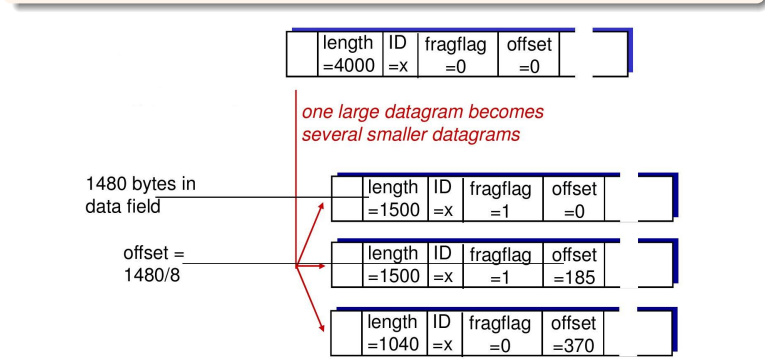 length ID fragflag offset
=4000 =x =0 =0
one large datagram becomes
several smaller datagrams
1480 bytes in
data field
length ID fragflag offset
=1500 =x =1 =0
offset =
1480/8
length ID fragflag offset
=1500 =x =1 =185
length ID fragflag offset
=1040 =x =0 =370